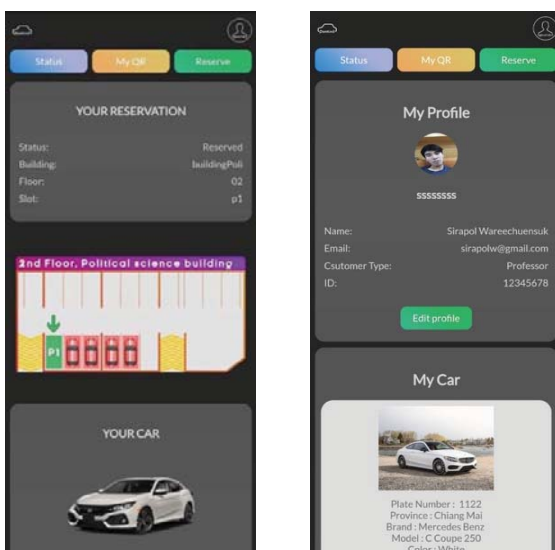 Status
My QR
Reserve
YOUR RESERVATION
Status: Reserved
Building: buildingPoli
Floor: 02
Slot: p1
2nd Floor, Political science building
P1
YOUR CAR
Status
My QR
Reserve
My Profile
ssssssss
Name: Sirapol Wareechuensuk
Email: sirapolw@gmail.com
Csutomer Type: Professor
ID: 12345678
Edit profile
My Car
Plate Number : 1122
Province : Chiang Mai
Brand : Mercedes Benz
Model : C Coupe 250
Color : White